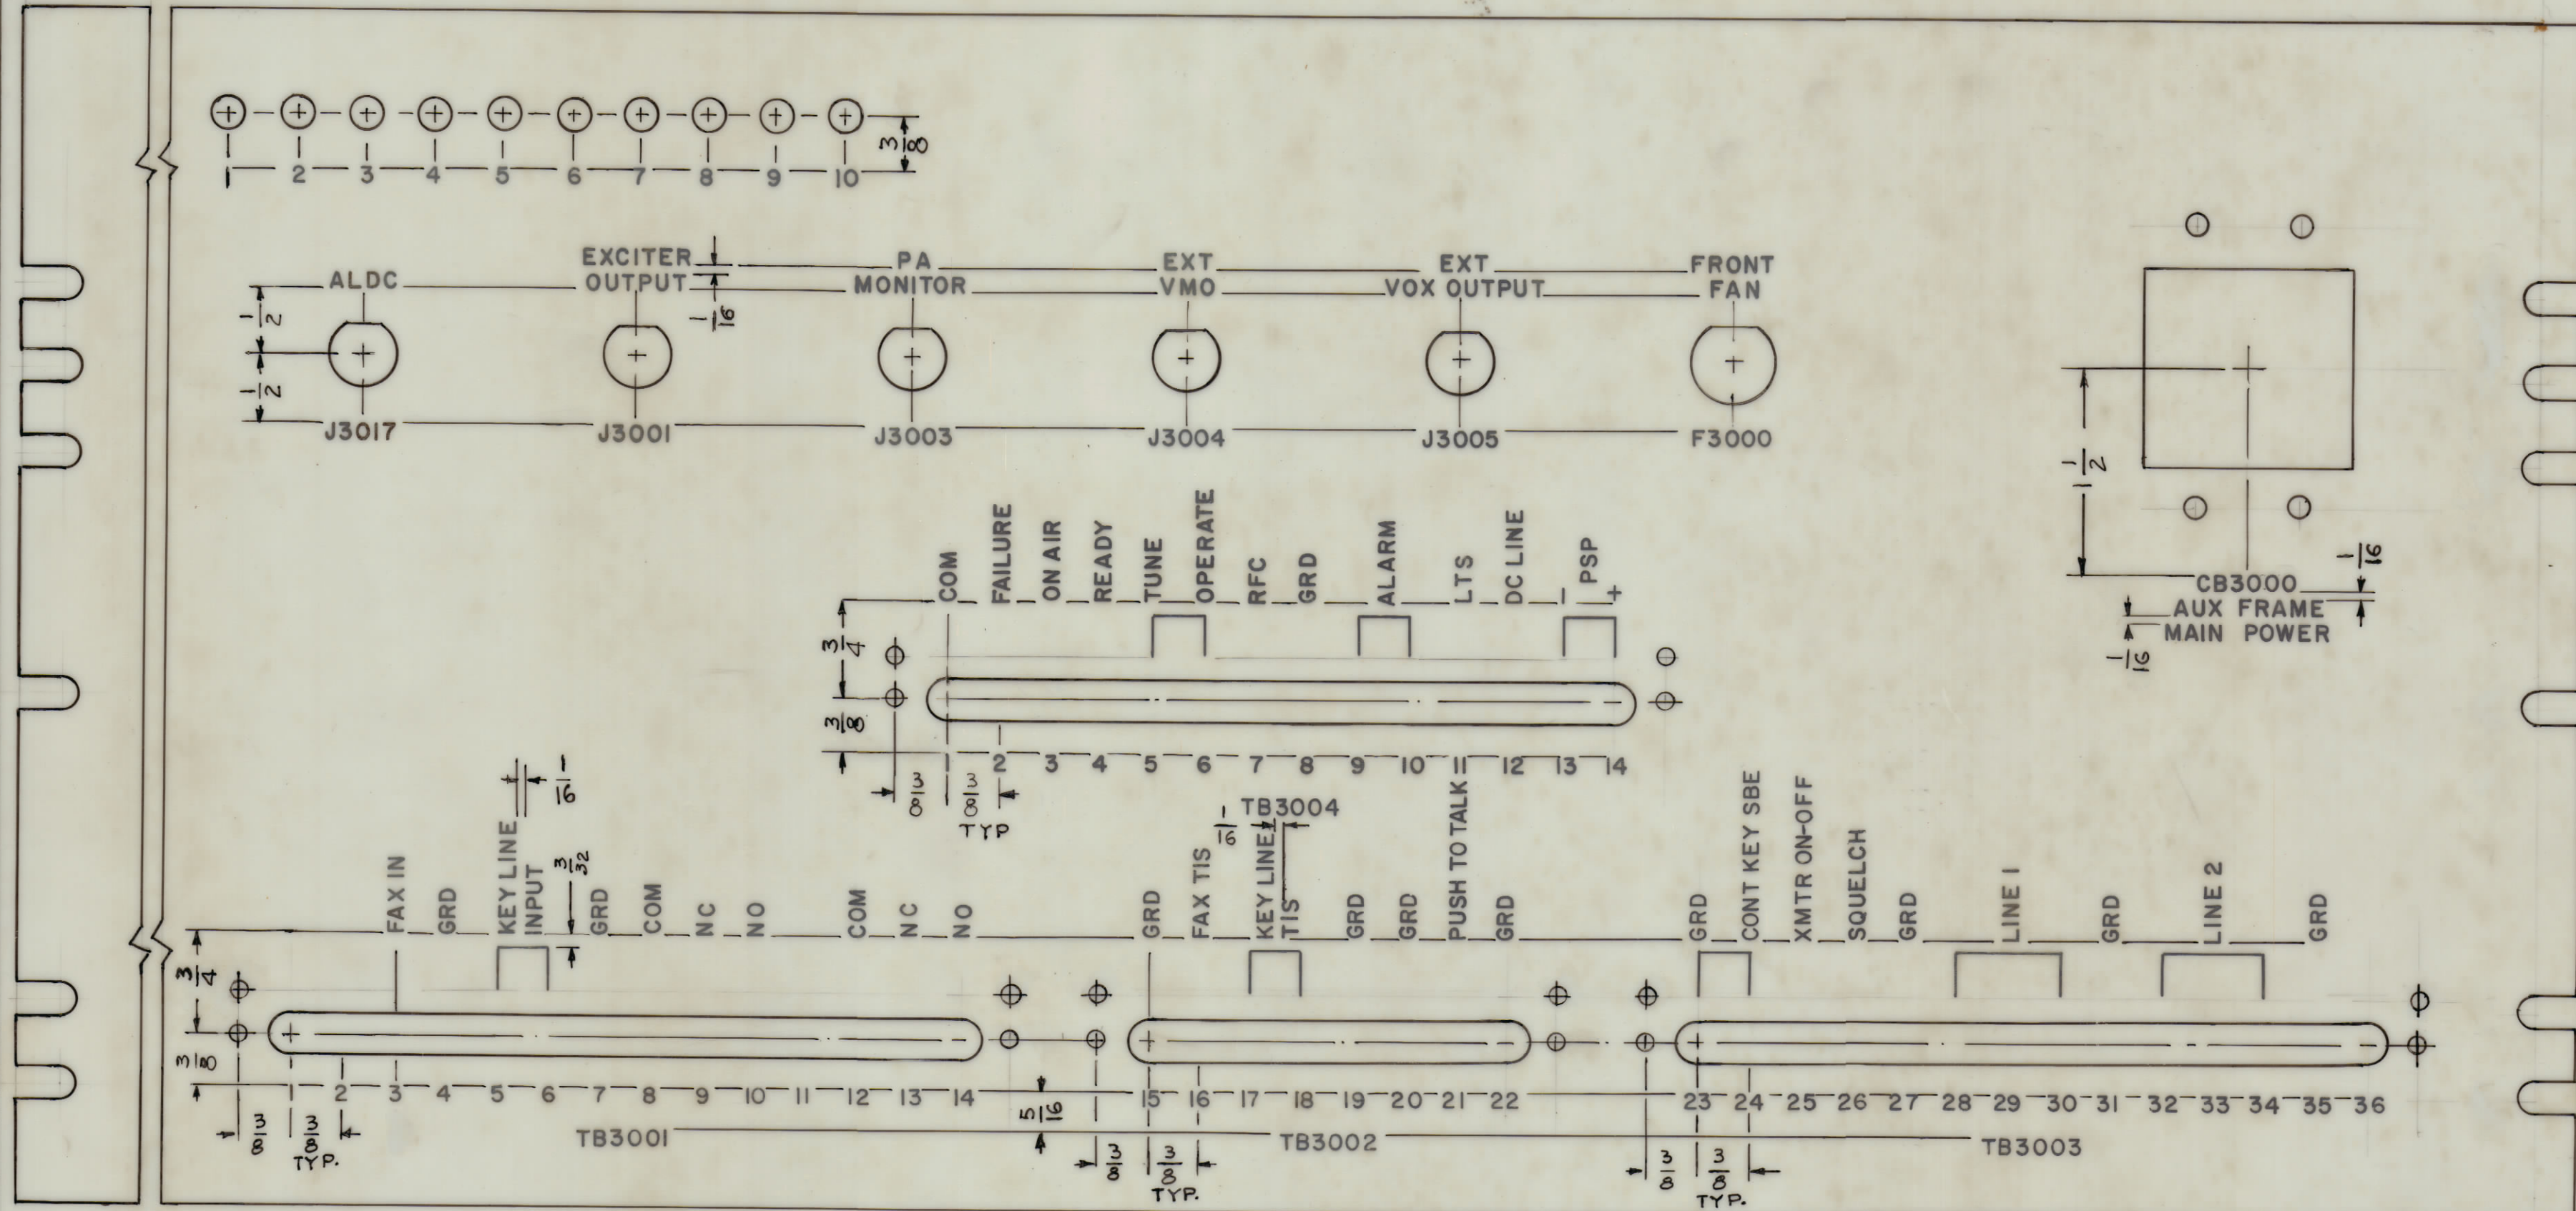 1 2 3 4 5 6 7 8 9 10
3/8
ALDC
EXCITER
OUTPUT
PA
MONITOR
EXT
VMO
EXT
VOX OUTPUT
FRONT
FAN
1/2
1/2
1/16
J3017 J3001 J3003 J3004 J3005 F3000
1 1/2
1/16
CB3000
AUX FRAME
MAIN POWER
1/16
COM
FAILURE
ON AIR
READY
TUNE
OPERATE
RFC
GRD
ALARM
LTS
DC LINE
- PSP +
3/4
3/8
1 2 3 4 5 6 7 8 9 10 11 12 13 14
3/8
3/8
TYP
TB3004
1/16
3/32
1/16
FAX IN
GRD
KEY LINE
INPUT
GRD
COM
NC
NO
COM
NC
NO
GRD
FAX TIS
KEY LINE
TIS
GRD
GRD
PUSH TO TALK
GRD
GRD
CONT KEY SBE
XMTR ON-OFF
SQUELCH
GRD
LINE 1
GRD
LINE 2
GRD
3/4
3/8
1 2 3 4 5 6 7 8 9 10 11 12 13 14
15 16 17 18 19 20 21 22
23 24 25 26 27 28 29 30 31 32 33 34 35 36
5/16
TB3001 TB3002 TB3003
3/8
3/8
TYP.
3/8
3/8
TYP.
3/8
3/8
TYP.